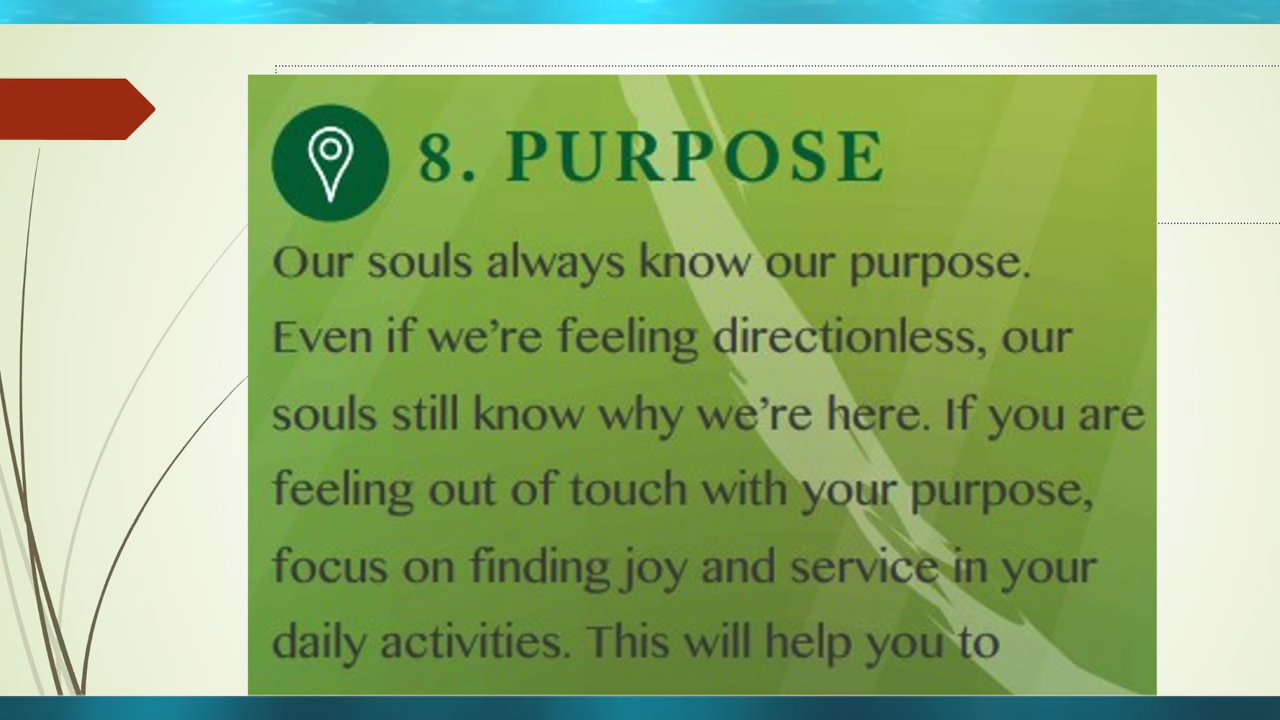 8. PURPOSE
Our souls always know our purpose.
Even if we’re feeling directionless, our
souls still know why we’re here. If you are
feeling out of touch with your purpose,
focus on finding joy and service in your
daily activities. This will help you to